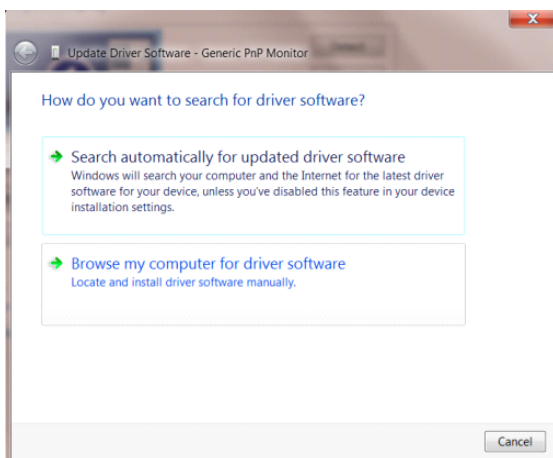 Update Driver Software - Generic PnP Monitor
How do you want to search for driver software?
Search automatically for updated driver software
Windows will search your computer and the Internet for the latest driver
software for your device, unless you've disabled this feature in your device
installation settings.
Browse my computer for driver software
Locate and install driver software manually.
Cancel